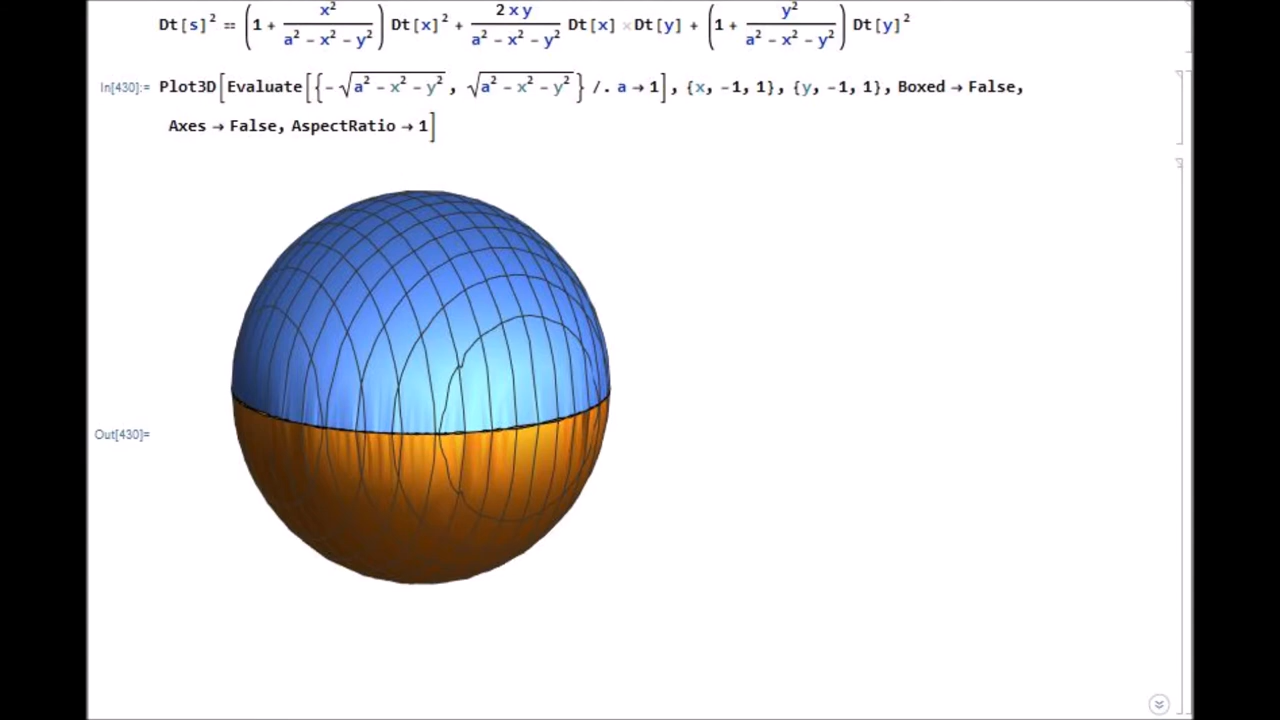 Dt[s]² == (1 + x²/(a² − x² − y²)) Dt[x]² + 2 x y/(a² − x² − y²) Dt[x] × Dt[y] + (1 + y²/(a² − x² − y²)) Dt[y]²
In[430]:= Plot3D[Evaluate[{-√(a² − x² − y²), √(a² − x² − y²)} /. a → 1], {x, -1, 1}, {y, -1, 1}, Boxed → False,
Axes → False, AspectRatio → 1]
Out[430]=